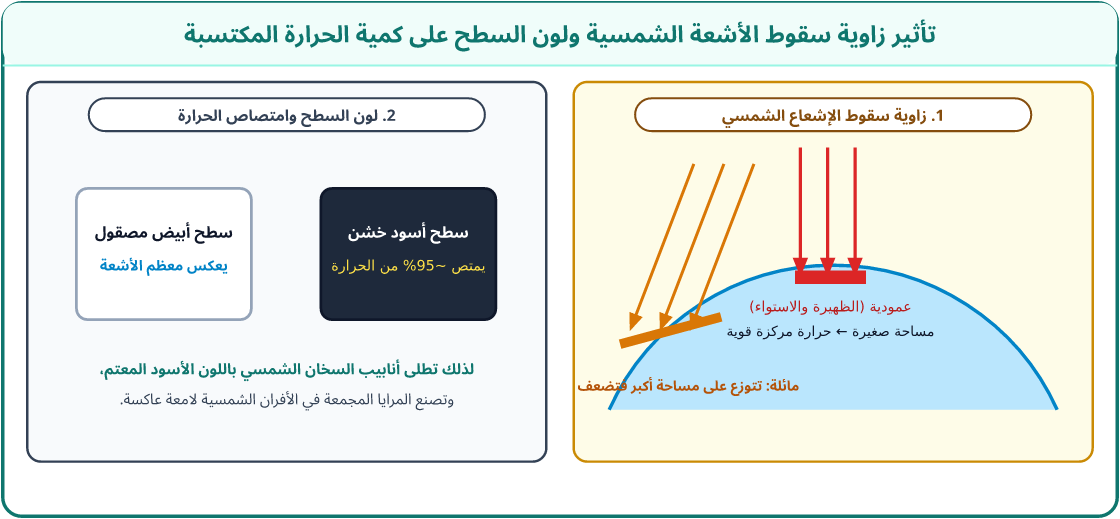 تأثير زاوية سقوط الأشعة الشمسية ولون السطح على كمية الحرارة المكتسبة
1. زاوية سقوط الإشعاع الشمسي
عمودية (الظهيرة والاستواء)
مساحة صغيرة ← حرارة مركزة قوية
مائلة: تتوزع على مساحة أكبر فتضعف
2. لون السطح وامتصاص الحرارة
سطح أسود خشن
يمتص ~95% من الحرارة
سطح أبيض مصقول
يعكس معظم الأشعة
لذلك تطلى أنابيب السخان الشمسي باللون الأسود المعتم،
وتصنع المرايا المجمعة في الأفران الشمسية لامعة عاكسة.